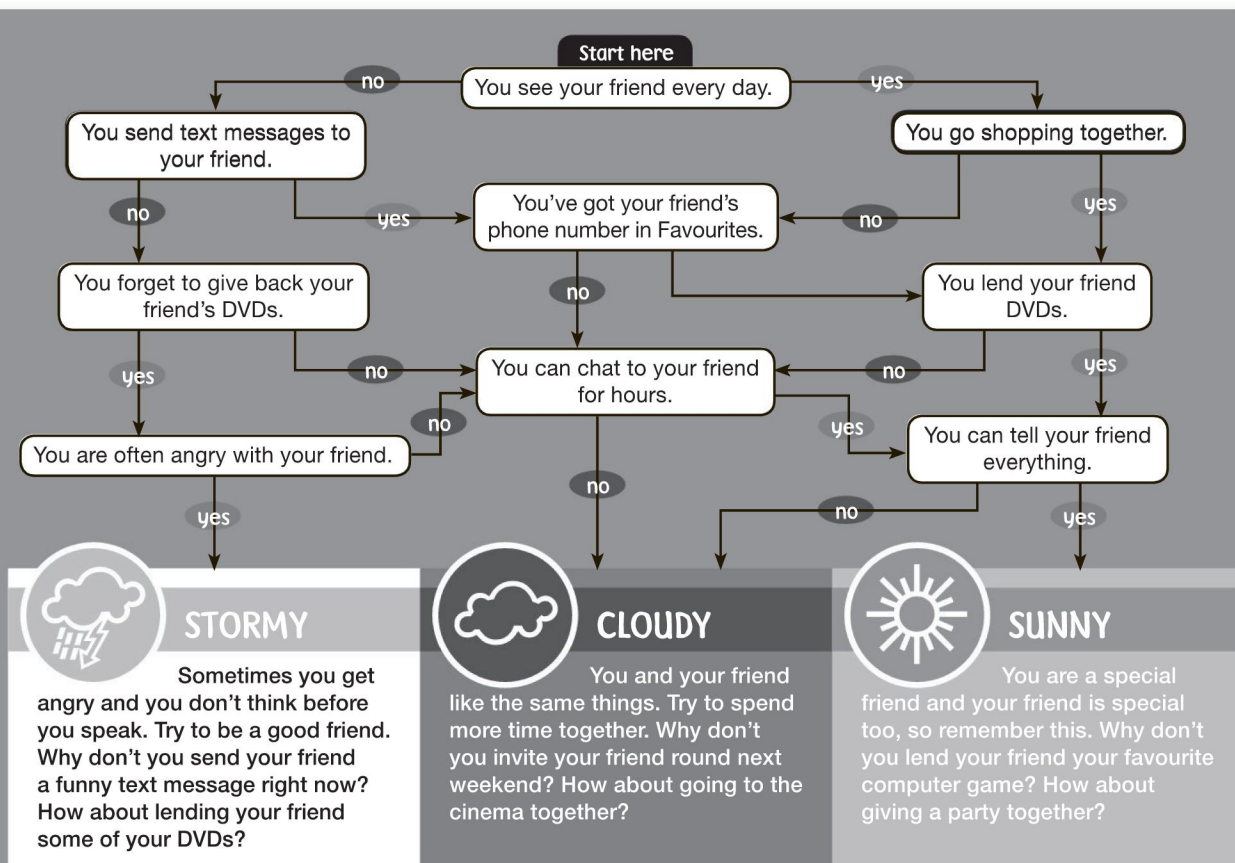 Start here
You see your friend every day.
no
yes
You send text messages to
your friend.
You go shopping together.
no
yes
You've got your friend's
phone number in Favourites.
no
yes
You forget to give back your
friend's DVDs.
no
You lend your friend
DVDs.
yes
no
You can chat to your friend
for hours.
no
yes
You are often angry with your friend.
no
yes
You can tell your friend
everything.
yes
no
no
yes
STORMY
Sometimes you get
angry and you don't think before
you speak. Try to be a good friend.
Why don't you send your friend
a funny text message right now?
How about lending your friend
some of your DVDs?
CLOUDY
You and your friend
like the same things. Try to spend
more time together. Why don't
you invite your friend round next
weekend? How about going to the
cinema together?
SUNNY
You are a special
friend and your friend is special
too, so remember this. Why don't
you lend your friend your favourite
computer game? How about
giving a party together?